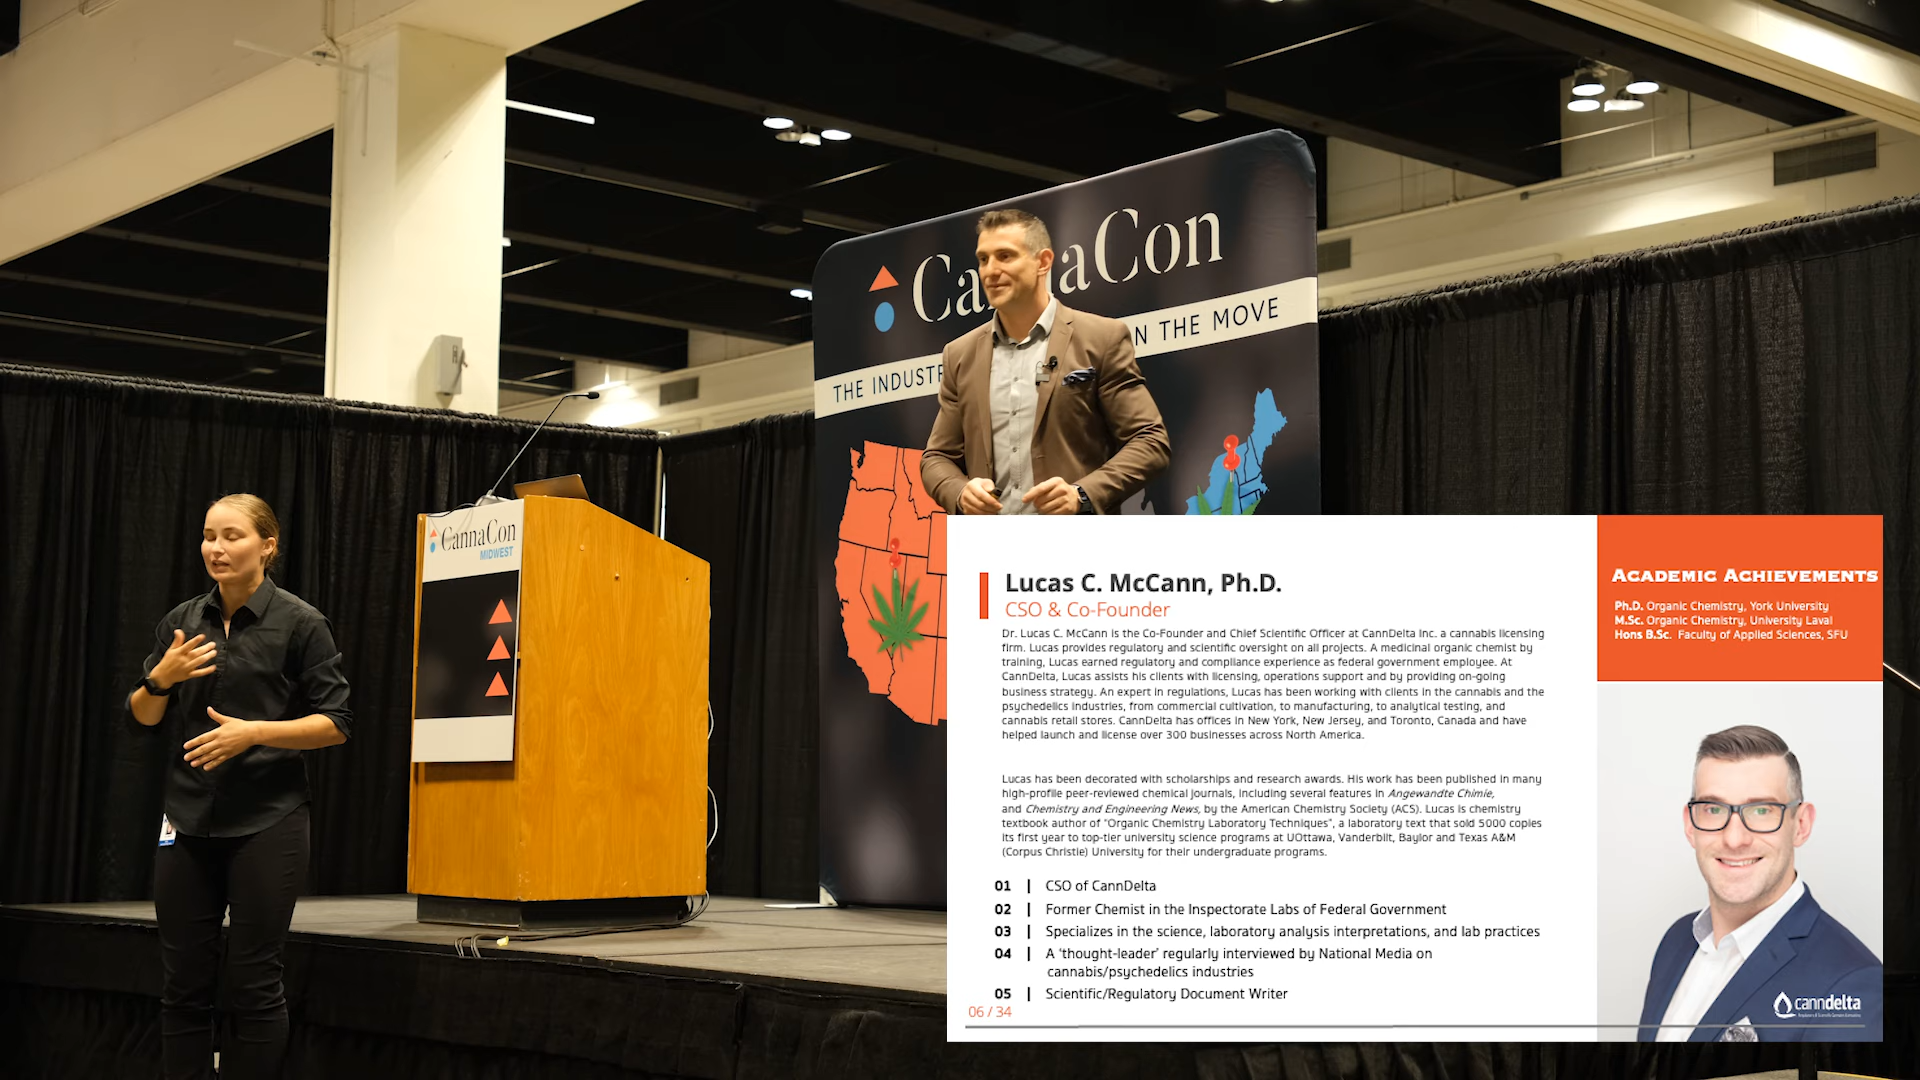 CannaCon
THE INDUSTR
N THE MOVE
CannaCon
MIDWEST
Lucas C. McCann, Ph.D.
CSO & Co-Founder
Dr. Lucas C. McCann is the Co-Founder and Chief Scientific Officer at CannDelta Inc. a cannabis licensing
firm. Lucas provides regulatory and scientific oversight on all projects. A medicinal organic chemist by
training, Lucas earned regulatory and compliance experience as federal government employee. At
CannDelta, Lucas assists his clients with licensing, operations support and by providing on-going
business strategy. An expert in regulations, Lucas has been working with clients in the cannabis and the
psychedelics industries, from commercial cultivation, to manufacturing, to analytical testing, and
cannabis retail stores. CannDelta has offices in New York, New Jersey, and Toronto, Canada and have
helped launch and license over 300 businesses across North America.
Lucas has been decorated with scholarships and research awards. His work has been published in many
high-profile peer-reviewed chemical journals, including several features in Angewandte Chimie,
and Chemistry and Engineering News, by the American Chemistry Society (ACS). Lucas is chemistry
textbook author of "Organic Chemistry Laboratory Techniques", a laboratory text that sold 5000 copies
its first year to top-tier university science programs at UOttawa, Vanderbilt, Baylor and Texas A&M
(Corpus Christie) University for their undergraduate programs.
01 | CSO of CannDelta
02 | Former Chemist in the Inspectorate Labs of Federal Government
03 | Specializes in the science, laboratory analysis interpretations, and lab practices
04 | A 'thought-leader' regularly interviewed by National Media on
cannabis/psychedelics industries
05 | Scientific/Regulatory Document Writer
06 / 34
ACADEMIC ACHIEVEMENTS
Ph.D. Organic Chemistry, York University
M.Sc. Organic Chemistry, University Laval
Hons B.Sc. Faculty of Applied Sciences, SFU
canndelta